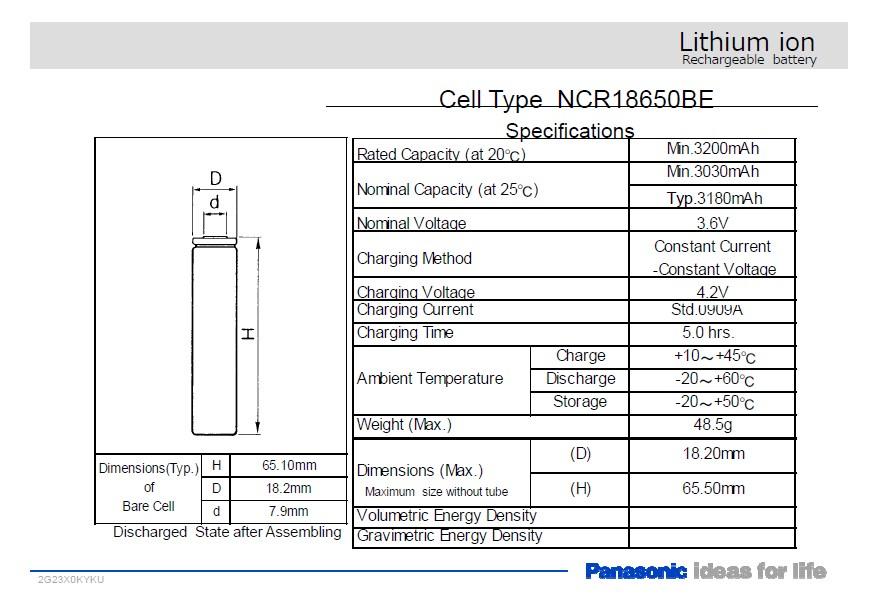 Lithium ion
Rechargeable battery
Cell Type NCR18650BE
Specifications
D
d
H
Dimensions(Typ.) of Bare Cell
H 65.10mm
D 18.2mm
d 7.9mm
Discharged State after Assembling
Rated Capacity (at 20℃) Min.3200mAh
Nominal Capacity (at 25℃) Min.3030mAh
Typ.3180mAh
Nominal Voltage 3.6V
Charging Method Constant Current
-Constant Voltage
Charging Voltage 4.2V
Charging Current Std.0909A
Charging Time 5.0 hrs.
Ambient Temperature Charge +10～+45℃
Discharge -20～+60℃
Storage -20～+50℃
Weight (Max.) 48.5g
Dimensions (Max.) (D) 18.20mm
Maximum size without tube (H) 65.50mm
Volumetric Energy Density
Gravimetric Energy Density
2G23X0KYKU
Panasonic ideas for life